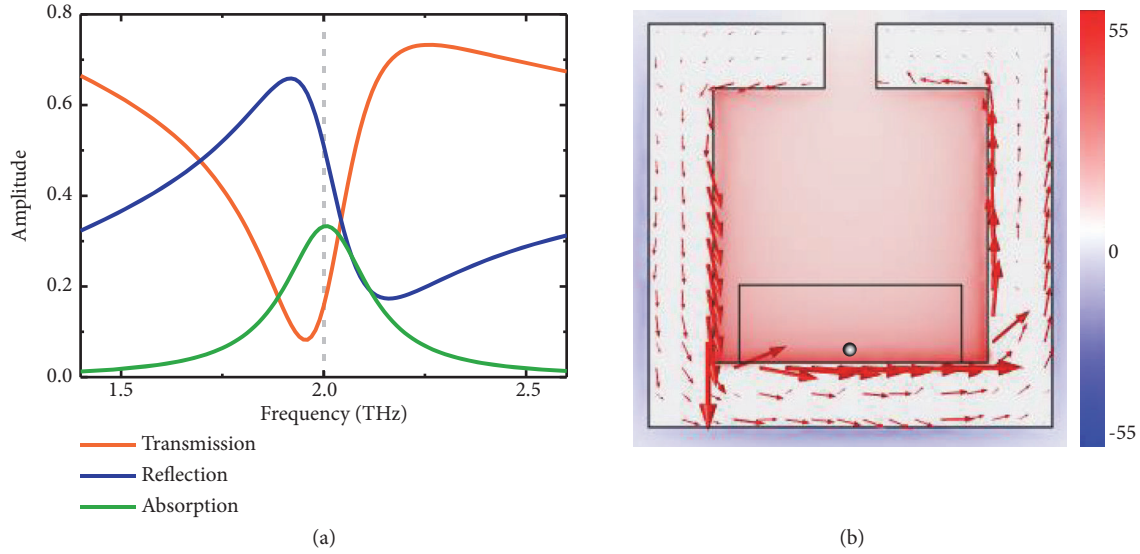 0.8
0.6
0.4
0.2
0.0
Amplitude
1.5 2.0 2.5
Frequency (THz)
Transmission
Reflection
Absorption
(a)
55
0
-55
(b)